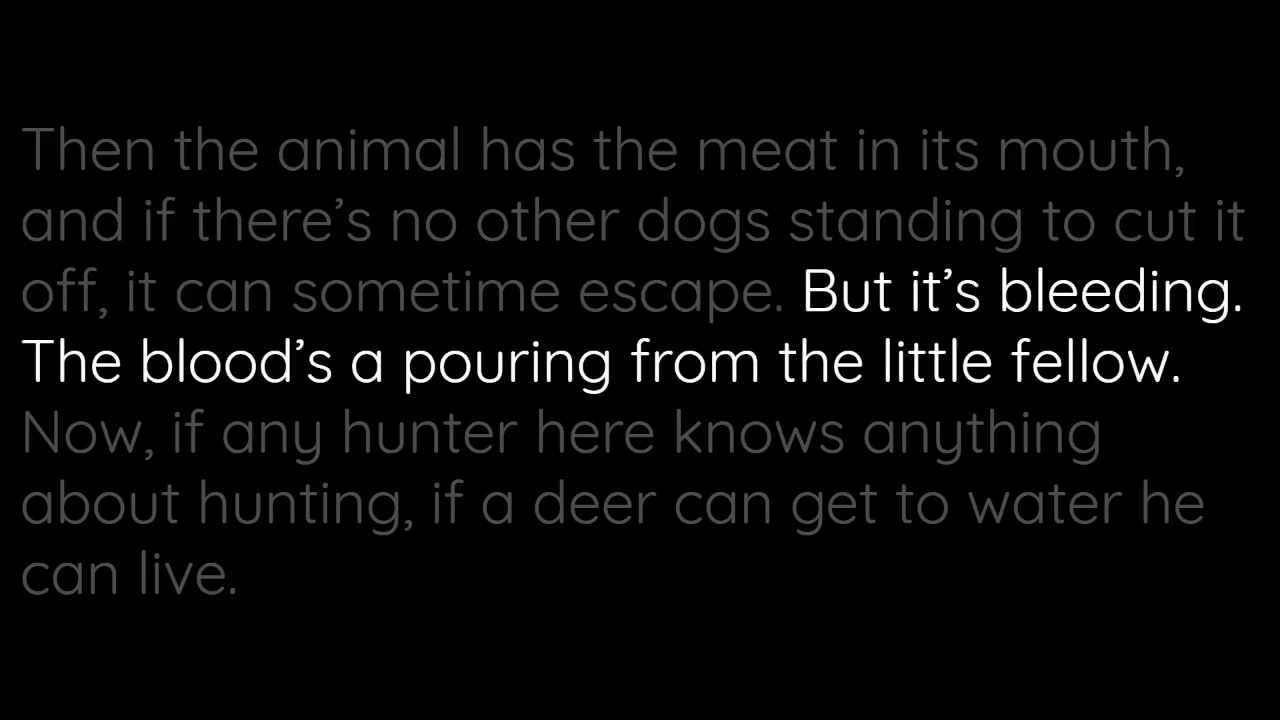 Then the animal has the meat in its mouth,
and if there’s no other dogs standing to cut it
off, it can sometime escape. But it’s bleeding.
The blood’s a pouring from the little fellow.
Now, if any hunter here knows anything
about hunting, if a deer can get to water he
can live.